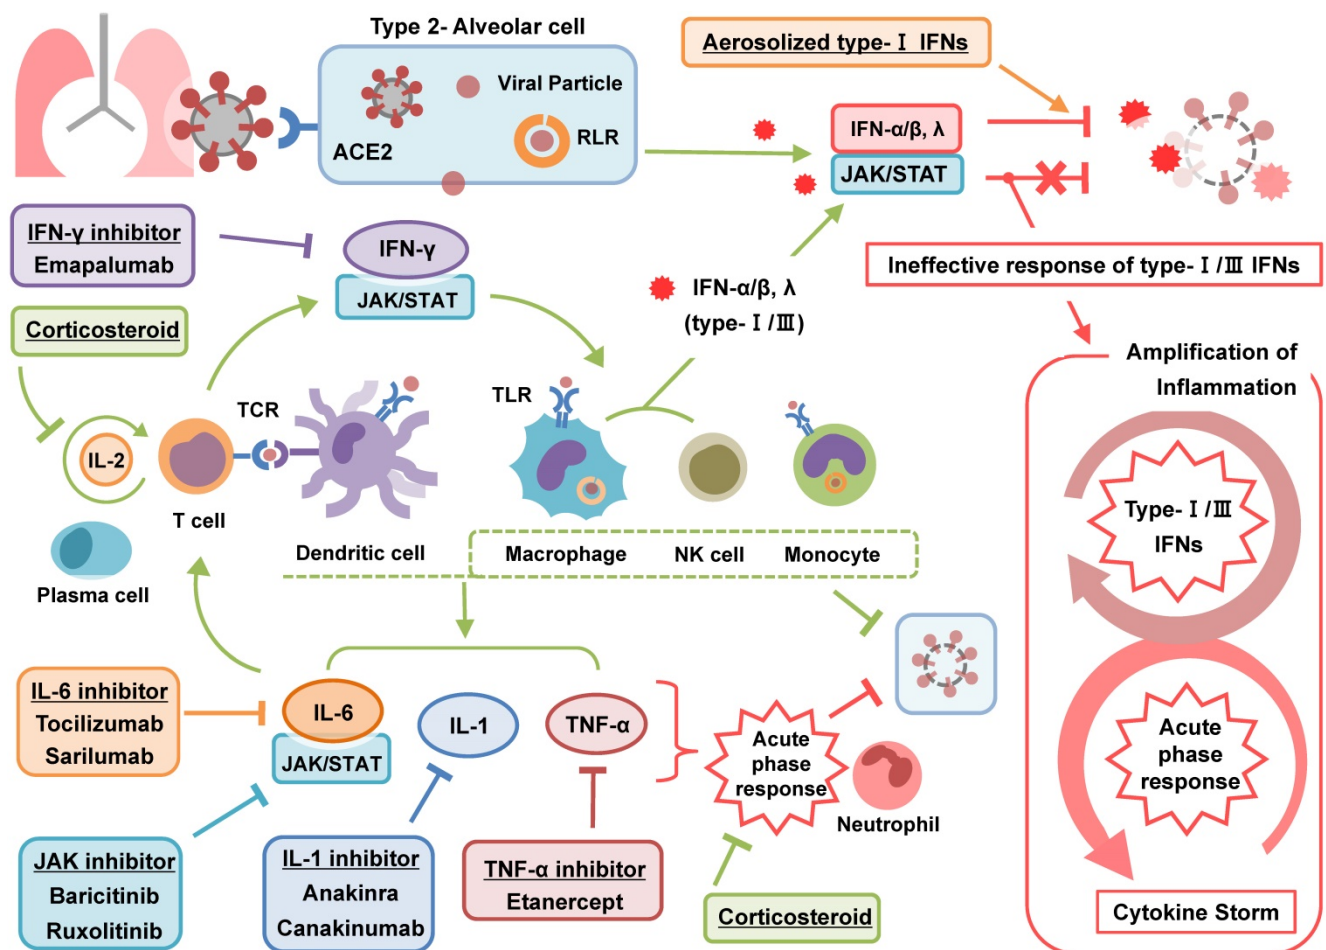 Type 2- Alveolar cell
Viral Particle
RLR
ACE2
Aerosolized type-Ⅰ IFNs
IFN-α/β, λ
JAK/STAT
Ineffective response of type-Ⅰ/Ⅲ IFNs
IFN-γ inhibitor
Emapalumab
IFN-γ
JAK/STAT
IFN-α/β, λ
(type-Ⅰ/Ⅲ)
Corticosteroid
IL-2
T cell
TCR
TLR
Plasma cell
Dendritic cell
Macrophage
NK cell
Monocyte
Amplification of
Inflammation
Type-Ⅰ/Ⅲ
IFNs
Acute
phase
response
Cytokine Storm
IL-6 inhibitor
Tocilizumab
Sarilumab
IL-6
JAK/STAT
IL-1
TNF-α
Acute
phase
response
Neutrophil
JAK inhibitor
Baricitinib
Ruxolitinib
IL-1 inhibitor
Anakinra
Canakinumab
TNF-α inhibitor
Etanercept
Corticosteroid